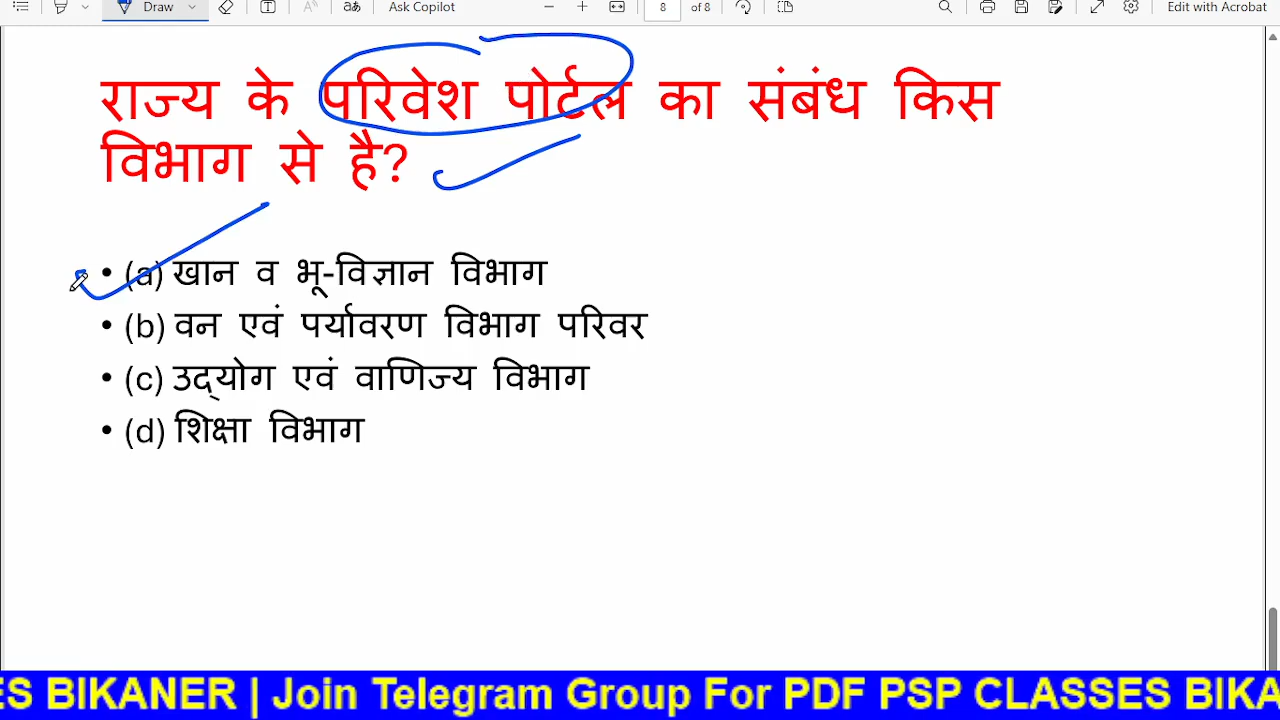 Draw
Ask Copilot
8 of 8
Edit with Acrobat
राज्य के परिवेश पोर्टल का संबंध किस
विभाग से है?
• (a) खान व भू-विज्ञान विभाग
• (b) वन एवं पर्यावरण विभाग परिवर
• (c) उद्योग एवं वाणिज्य विभाग
• (d) शिक्षा विभाग
ES BIKANER | Join Telegram Group For PDF PSP CLASSES BIKA